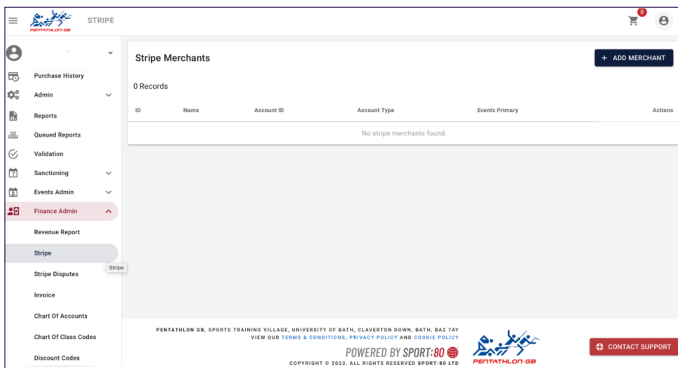 PENTATHLON GB
STRIPE
0
Purchase History
Admin
Reports
Queued Reports
Validation
Sanctioning
Events Admin
Finance Admin
Revenue Report
Stripe
Stripe
Stripe Disputes
Invoice
Chart Of Accounts
Chart Of Class Codes
Discount Codes
Stripe Merchants
+ ADD MERCHANT
0 Records
ID Name Account ID Account Type Events Primary Actions
No stripe merchants found.
PENTATHLON GB, SPORTS TRAINING VILLAGE, UNIVERSITY OF BATH, CLAVERTON DOWN, BATH, BA2 7AY
VIEW OUR TERMS & CONDITIONS, PRIVACY POLICY AND COOKIE POLICY
POWERED BY SPORT:80
COPYRIGHT © 2023, ALL RIGHTS RESERVED SPORT:80 LTD
PENTATHLON GB
CONTACT SUPPORT